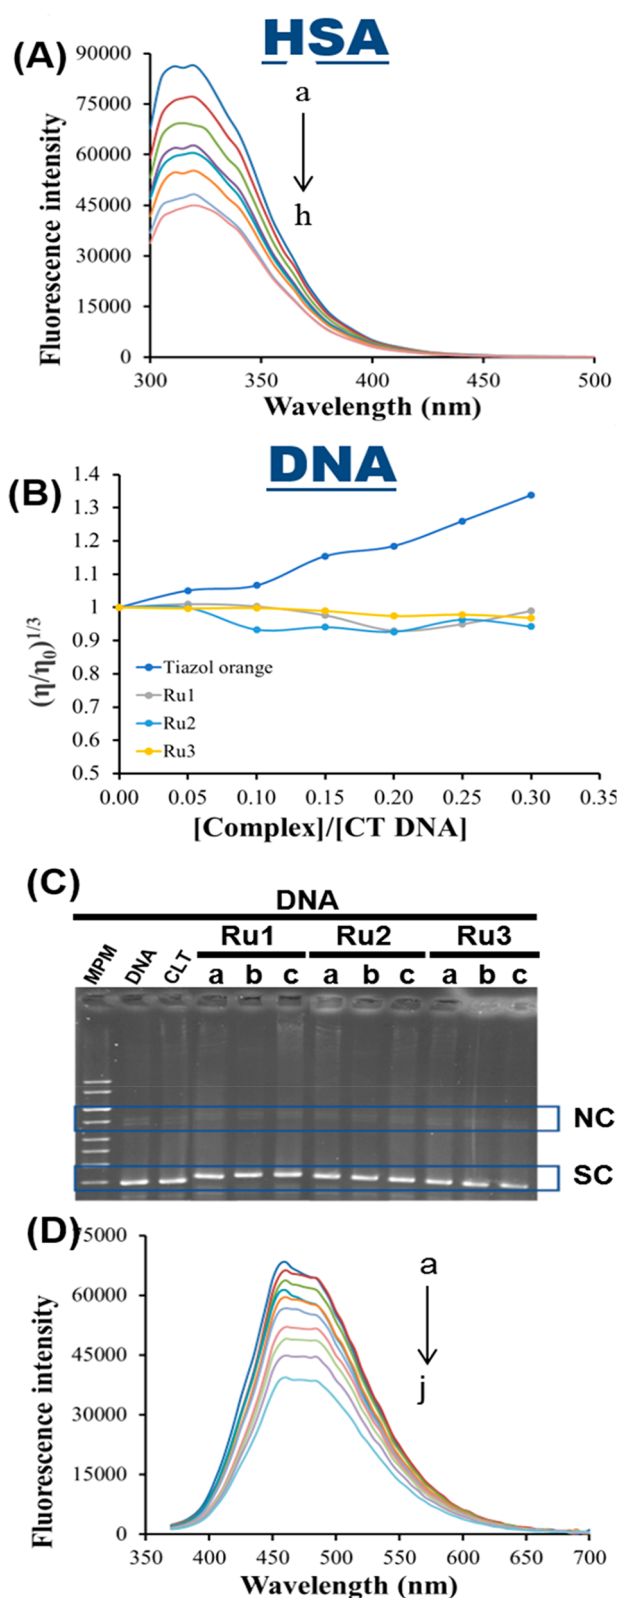 (A)
HSA
90000
75000
60000
45000
30000
15000
0
Fluorescence intensity
a
h
300 350 400 450 500
Wavelength (nm)
(B)
DNA
1.4
1.3
1.2
1.1
1
0.9
0.8
0.7
0.6
0.5
(η/η0)1/3
Tiazol orange
Ru1
Ru2
Ru3
0.00 0.05 0.10 0.15 0.20 0.25 0.30 0.35
[Complex]/[CT DNA]
(C)
DNA
MPM DNA CLT Ru1 Ru2 Ru3
a b c a b c a b c
NC
SC
(D)
75000
60000
45000
30000
15000
0
Fluorescence intensity
a
j
350 400 450 500 550 600 650 700
Wavelength (nm)